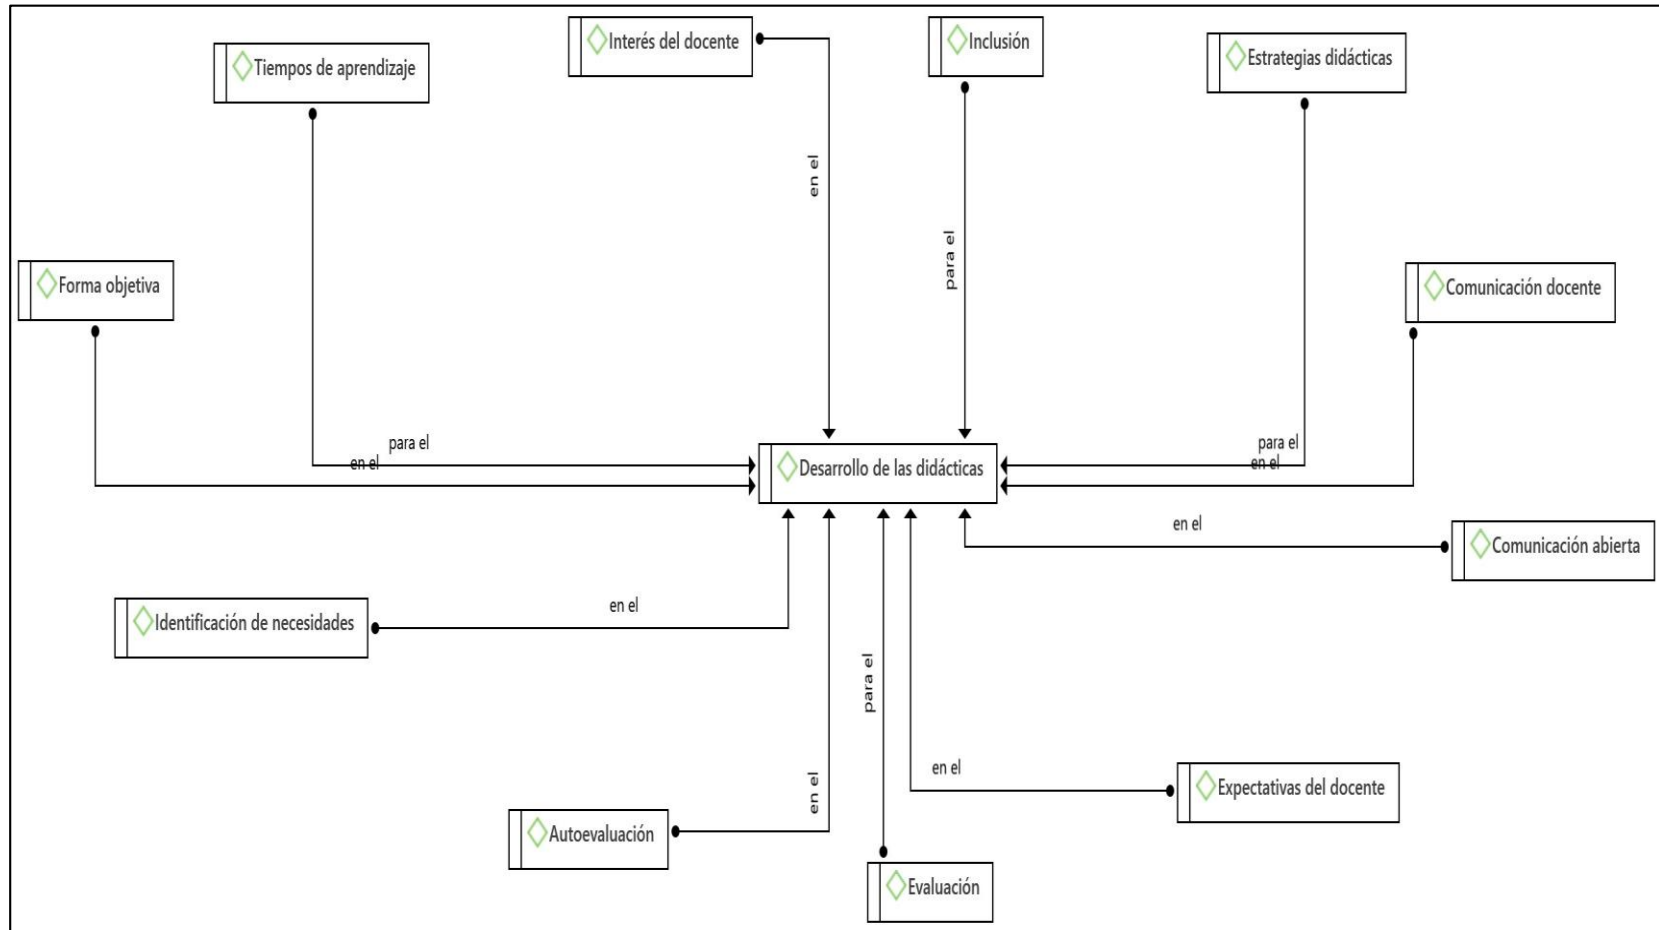 Interés del docente
Inclusión
Estrategias didácticas
Tiempos de aprendizaje
en el
para el
Forma objetiva
Comunicación docente
para el
en el
para el
en el
Desarrollo de las didácticas
en el
Comunicación abierta
en el
Identificación de necesidades
para el
en el
en el
Expectativas del docente
Autoevaluación
Evaluación